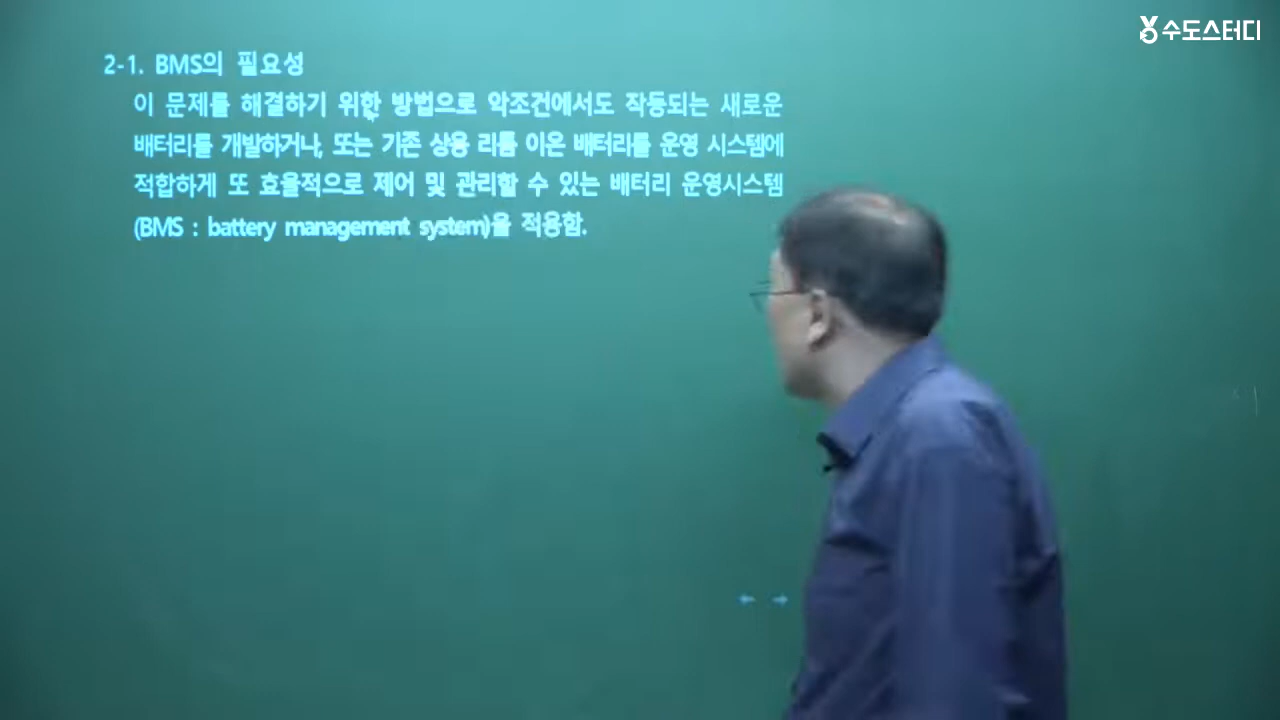 수도스터디
2-1. BMS의 필요성
이 문제를 해결하기 위한 방법으로 악조건에서도 작동되는 새로운
배터리를 개발하거나, 또는 기존 상용 리튬 이온 배터리를 운영 시스템에
적합하게 또 효율적으로 제어 및 관리할 수 있는 배터리 운영시스템
(BMS : battery management system)을 적용함.